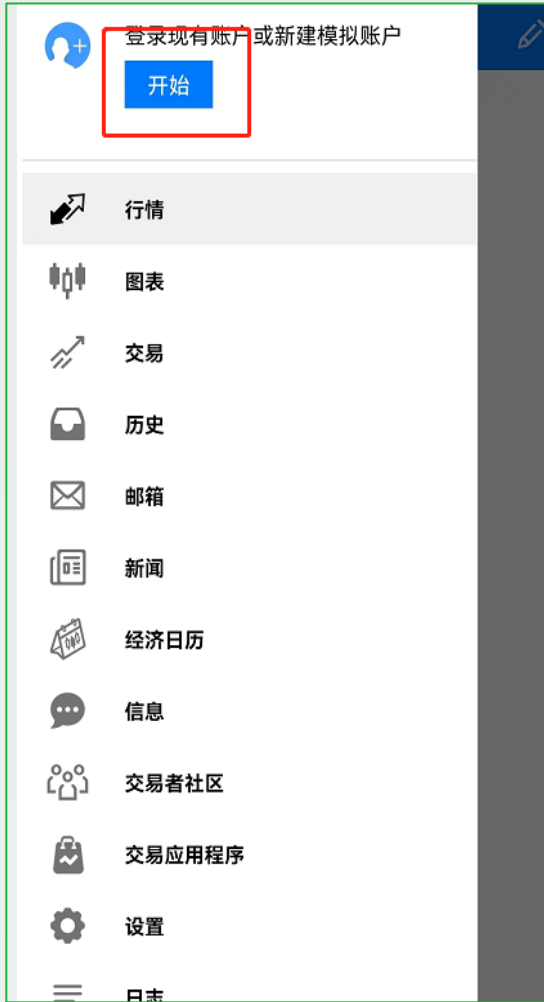 登录现有账户或新建模拟账户
开始
行情
图表
交易
历史
邮箱
新闻
经济日历
信息
交易者社区
交易应用程序
设置
日志